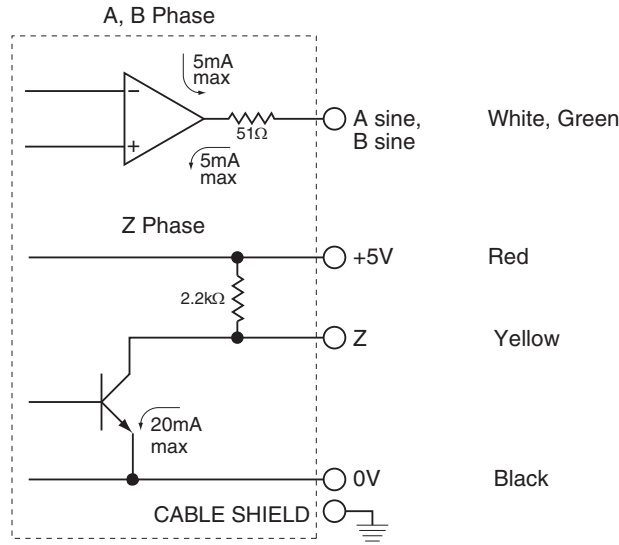 A, B Phase
5mA
max
−
+
51Ω
A sine,
B sine
White, Green
5mA
max
Z Phase
+5V
Red
2.2kΩ
Z
Yellow
20mA
max
0V
Black
CABLE SHIELD